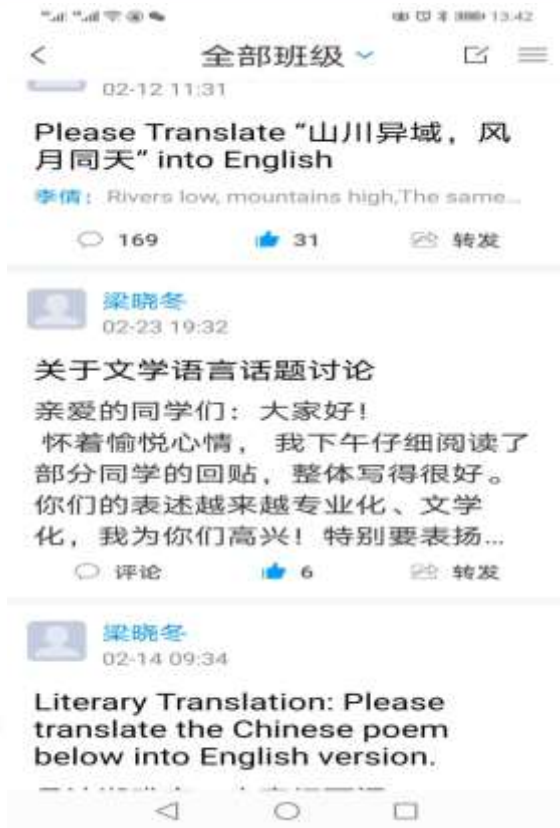 13:42
全部班级
02-12 11:31
Please Translate “山川异域，风
月同天” into English
李倩：Rivers low, mountains high,The same...
169 31 转发
梁晓冬
02-23 19:32
关于文学语言话题讨论
亲爱的同学们：大家好！
怀着愉悦心情，我下午仔细阅读了
部分同学的回贴，整体写得很好。
你们的表述越来越专业化、文学
化，我为你们高兴！特别要表扬...
评论 6 转发
梁晓冬
02-14 09:34
Literary Translation: Please
translate the Chinese poem
below into English version.